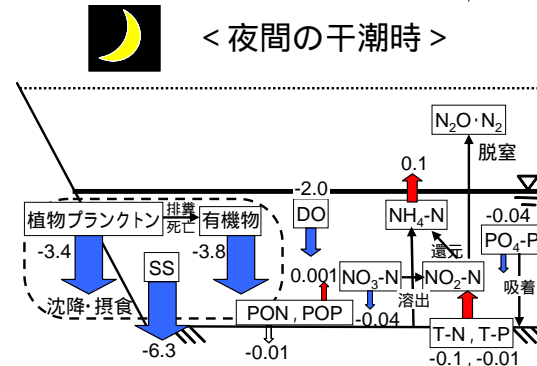 <夜間の干潮時>
N2O・N2
脱窒
0.1
-2.0
植物プランクトン
排糞
死亡
有機物
DO
NH4-N
-0.04
PO4-P
-3.4
SS
-3.8
還元
0.001
NO3-N
NO2-N
吸着
溶出
沈降・摂食
PON , POP
-0.04
T-N, T-P
-6.3
-0.01
-0.1 , -0.01